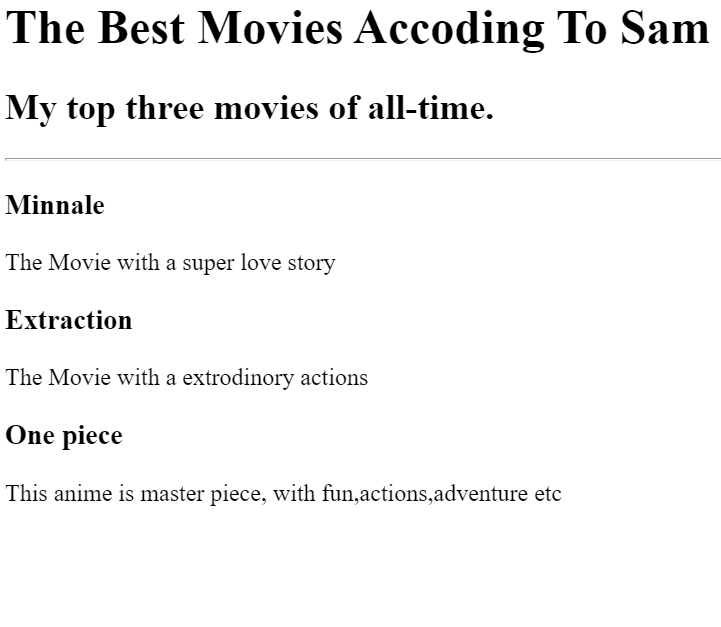 The Best Movies Accoding To Sam
My top three movies of all-time.
Minnale
The Movie with a super love story
Extraction
The Movie with a extrodinory actions
One piece
This anime is master piece, with fun,actions,adventure etc